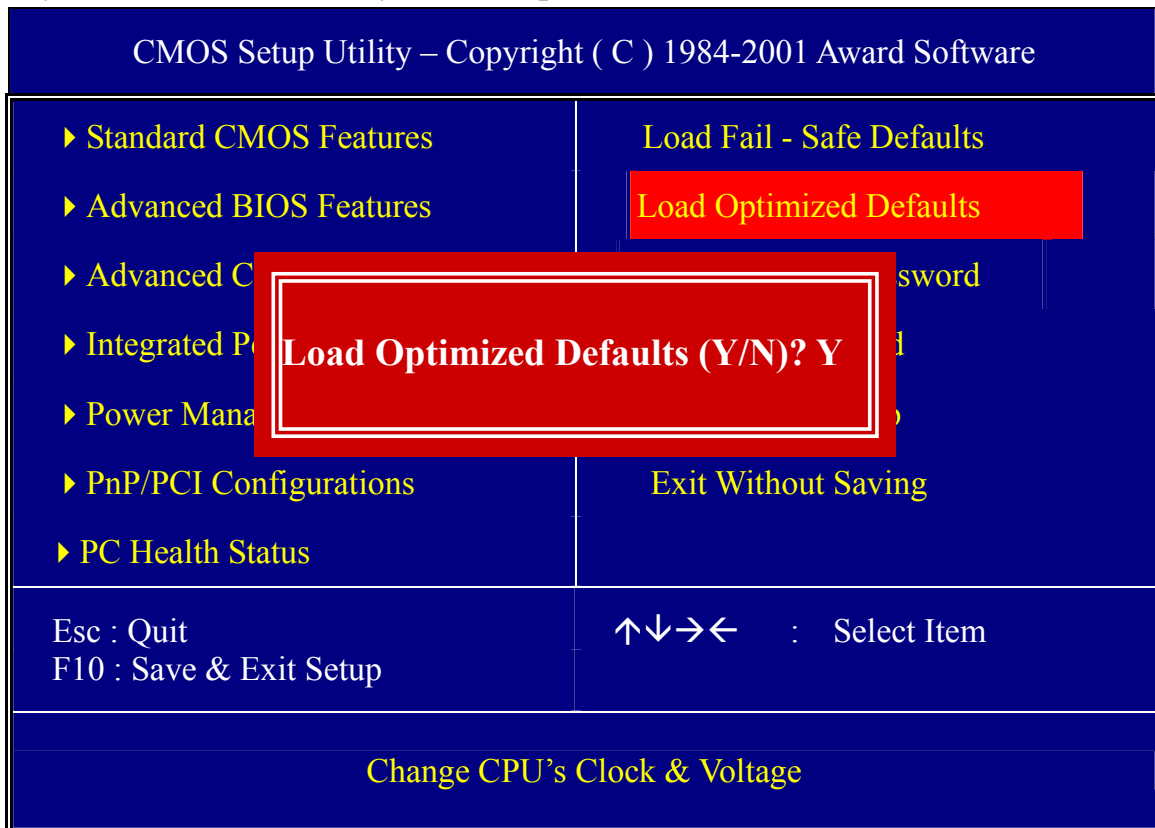 CMOS Setup Utility – Copyright ( C ) 1984-2001 Award Software
Standard CMOS Features
Load Fail - Safe Defaults
Advanced BIOS Features
Load Optimized Defaults
Advanced C
sword
Integrated P
d
Load Optimized Defaults (Y/N)? Y
Power Mana
PnP/PCI Configurations
Exit Without Saving
PC Health Status
Esc : Quit
↑↓→← : Select Item
F10 : Save & Exit Setup
Change CPU’s Clock & Voltage